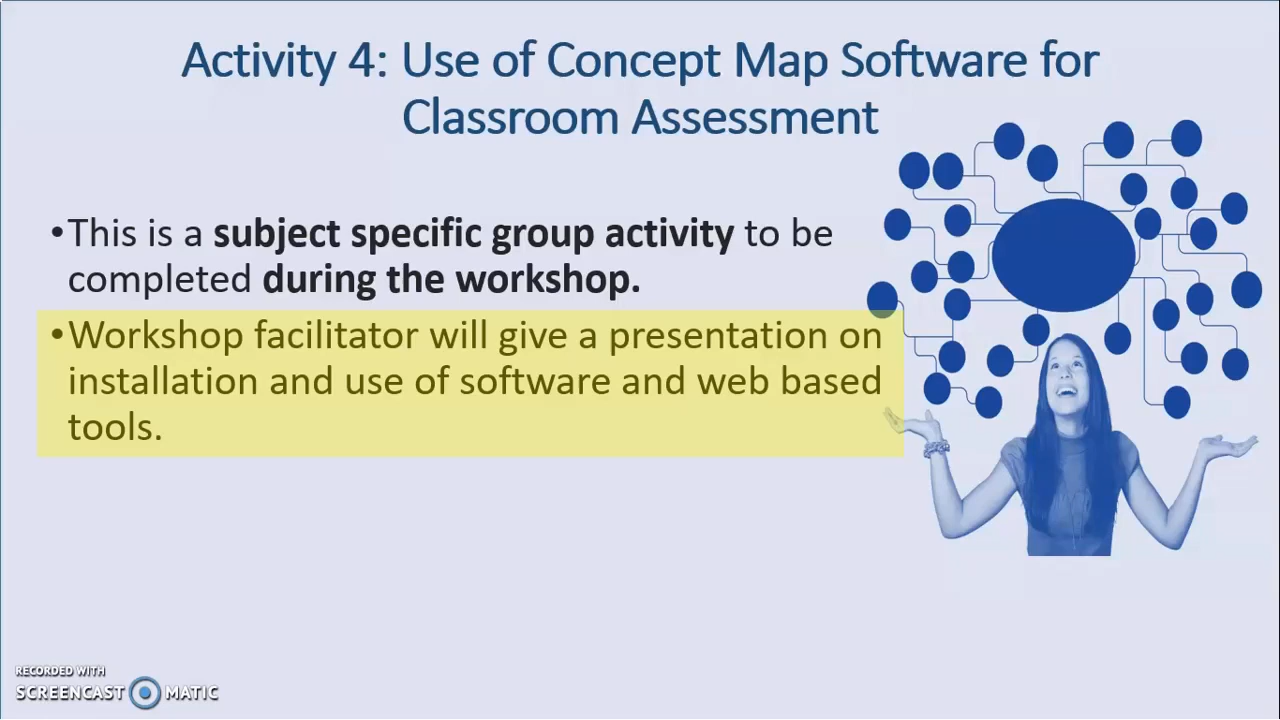 Activity 4: Use of Concept Map Software for
Classroom Assessment
•This is a subject specific group activity to be
completed during the workshop.
•Workshop facilitator will give a presentation on
installation and use of software and web based
tools.
RECORDED WITH
SCREENCAST MATIC